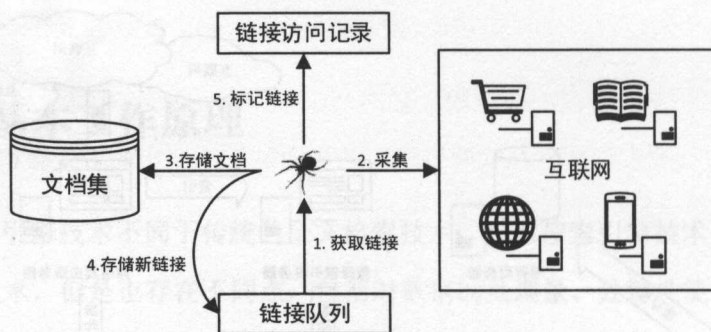 链接访问记录
5. 标记链接
3.存储文档
2. 采集
文档集
互联网
4.存储新链接
1. 获取链接
链接队列